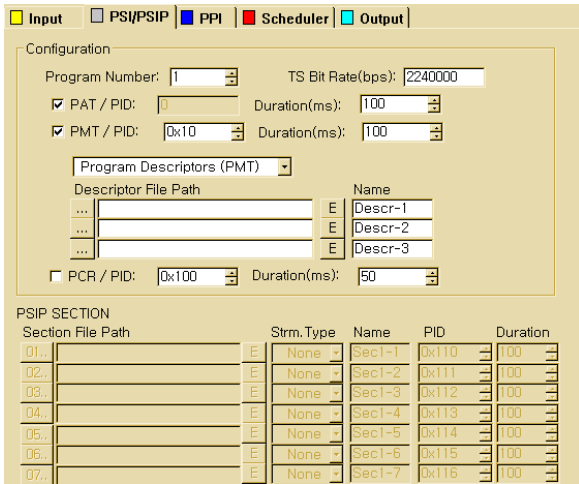 Input PSI/PSIP PPI Scheduler Output
Configuration
Program Number: 1 TS Bit Rate(bps): 2240000
PAT / PID: 0 Duration(ms): 100
PMT / PID: 0x10 Duration(ms): 100
Program Descriptors (PMT)
Descriptor File Path Name
... E Descr-1
... E Descr-2
... E Descr-3
PCR / PID: 0x100 Duration(ms): 50
PSIP SECTION
Section File Path Strm.Type Name PID Duration
01.. E None Sec1-1 0x110 100
02.. E None Sec1-2 0x111 100
03.. E None Sec1-3 0x112 100
04.. E None Sec1-4 0x113 100
05.. E None Sec1-5 0x114 100
06.. E None Sec1-6 0x115 100
07.. E None Sec1-7 0x116 100